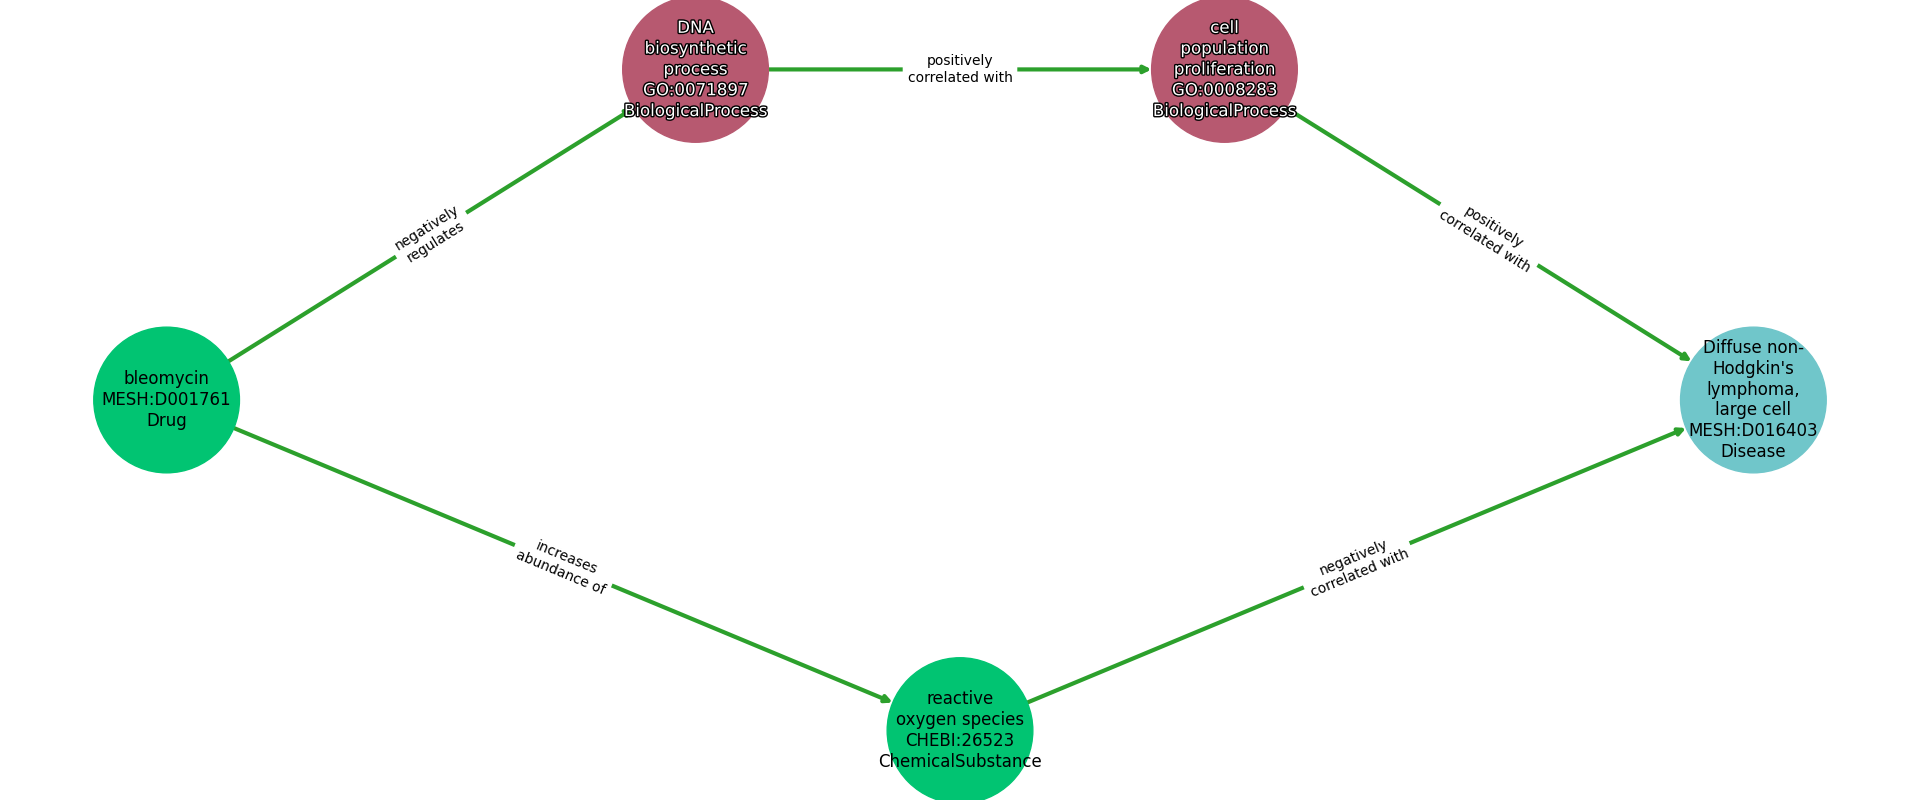 DNA
biosynthetic
process
GO:0071897
BiologicalProcess
positively
correlated with
cell
population
proliferation
GO:0008283
BiologicalProcess
negatively
regulates
positively
correlated with
bleomycin
MESH:D001761
Drug
Diffuse non-
Hodgkin's
lymphoma,
large cell
MESH:D016403
Disease
increases
abundance of
negatively
correlated with
reactive
oxygen species
CHEBI:26523
ChemicalSubstance